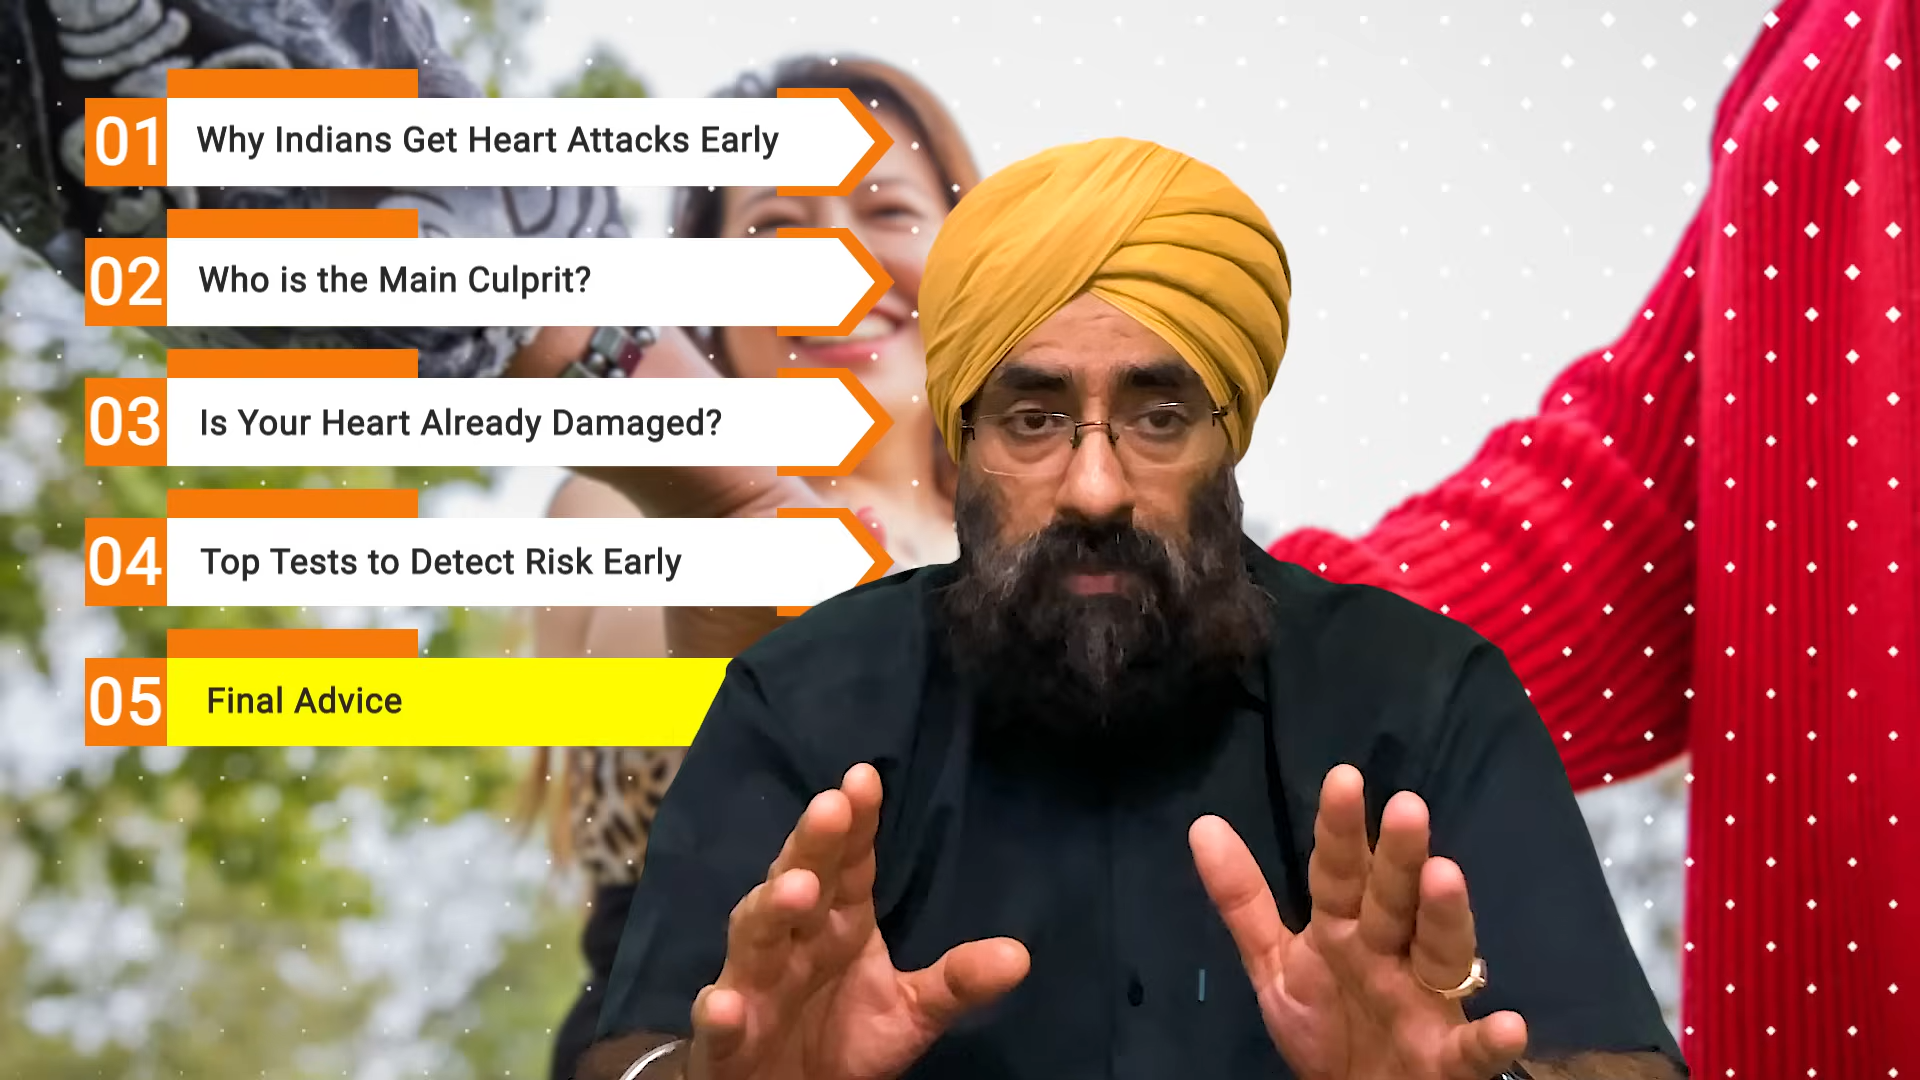 01 Why Indians Get Heart Attacks Early
02 Who is the Main Culprit?
03 Is Your Heart Already Damaged?
04 Top Tests to Detect Risk Early
05 Final Advice